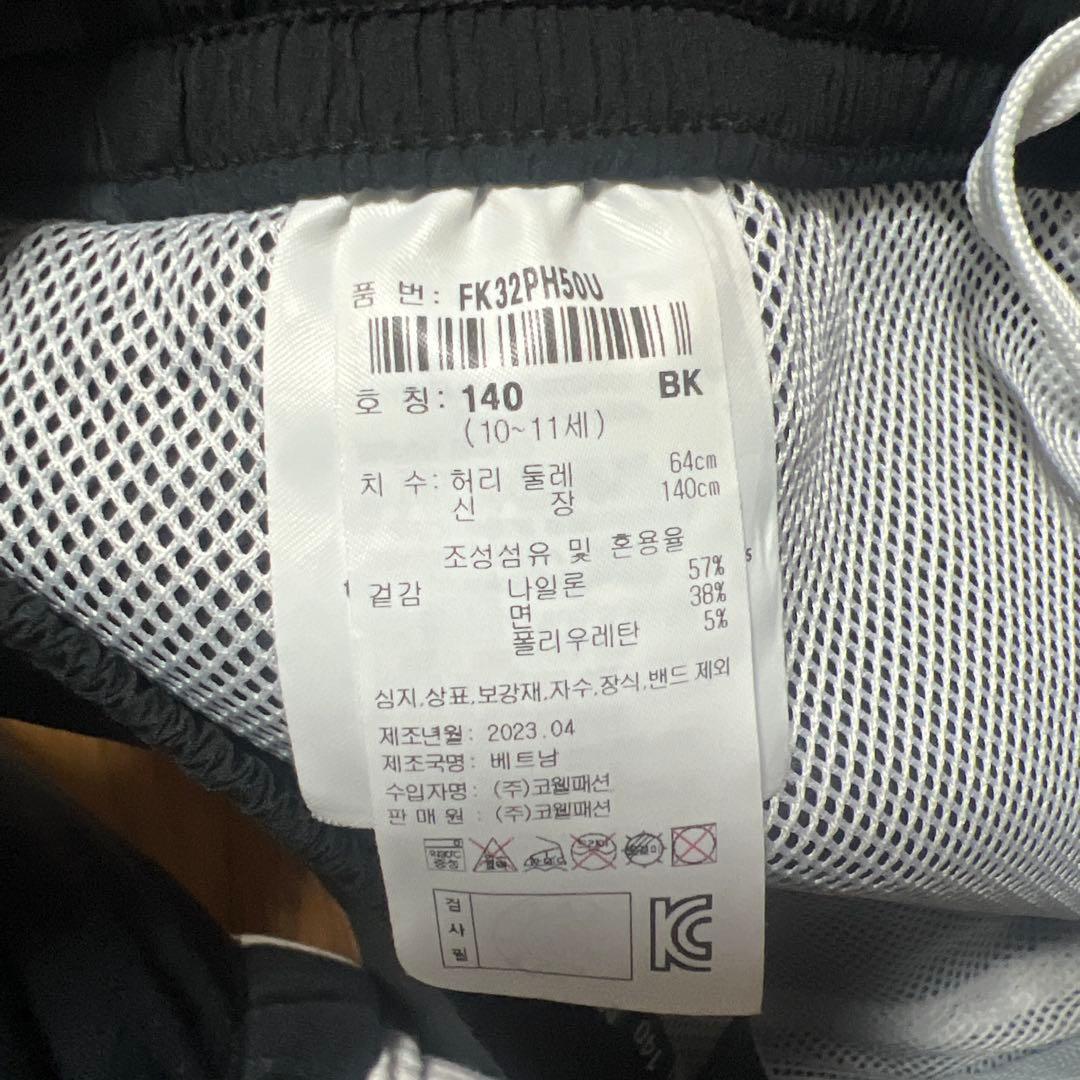 품 번: FK32PH50U
호 칭: 140 BK
(10~11세)
치 수: 허리 둘레 64cm
신 장 140cm
조성섬유 및 혼용율
겉감 나일론 57%
면 38%
폴리우레탄 5%
심지,상표,보강재,자수,장식,밴드 제외
제조년월: 2023.04
제조국명: 베트남
수입자명: (주)코웰패션
판 매 원 : (주)코웰패션
검
사
필
KC